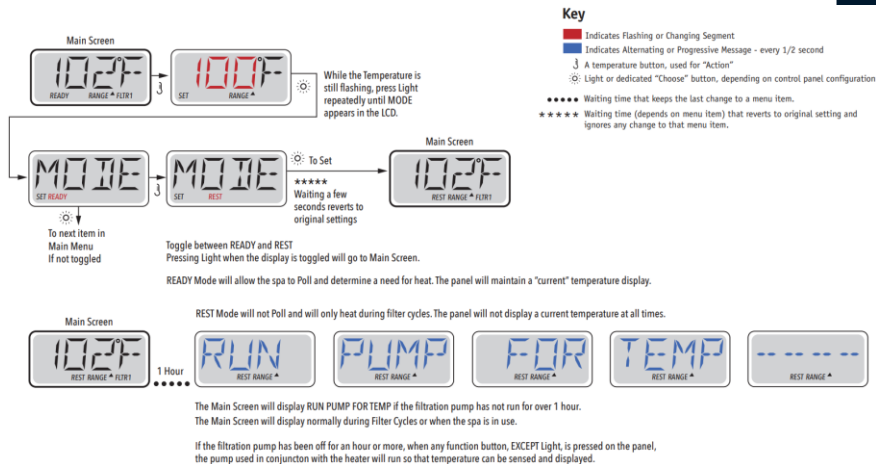 Key
Indicates Flashing or Changing Segment
Indicates Alternating or Progressive Message - every 1/2 second
A temperature button, used for "Action"
Light or dedicated "Choose" button, depending on control panel configuration
••••• Waiting time that keeps the last change to a menu item.
***** Waiting time (depends on menu item) that reverts to original setting and
ignores any change to that menu item.
Main Screen
102°F
READY RANGE ▲ FLTR1
100°F
SET RANGE ▲
While the Temperature is
still flashing, press Light
repeatedly until MODE
appears in the LCD.
MODE
SET READY
MODE
SET REST
To Set
*****
Waiting a few
seconds reverts to
original settings
Main Screen
102°F
REST RANGE ▲ FLTR1
To next item in
Main Menu
If not toggled
Toggle between READY and REST
Pressing Light when the display is toggled will go to Main Screen.
READY Mode will allow the spa to Poll and determine a need for heat. The panel will maintain a "current" temperature display.
REST Mode will not Poll and will only heat during filter cycles. The panel will not display a current temperature at all times.
Main Screen
102°F
REST RANGE ▲ FLTR1
1 Hour
•••••
RUN
REST RANGE ▲
PUMP
REST RANGE ▲
FOR
REST RANGE ▲
TEMP
REST RANGE ▲
-- -- -- --
REST RANGE ▲
The Main Screen will display RUN PUMP FOR TEMP if the filtration pump has not run for over 1 hour.
The Main Screen will display normally during Filter Cycles or when the spa is in use.
If the filtration pump has been off for an hour or more, when any function button, EXCEPT Light, is pressed on the panel,
the pump used in conjuncton with the heater will run so that temperature can be sensed and displayed.